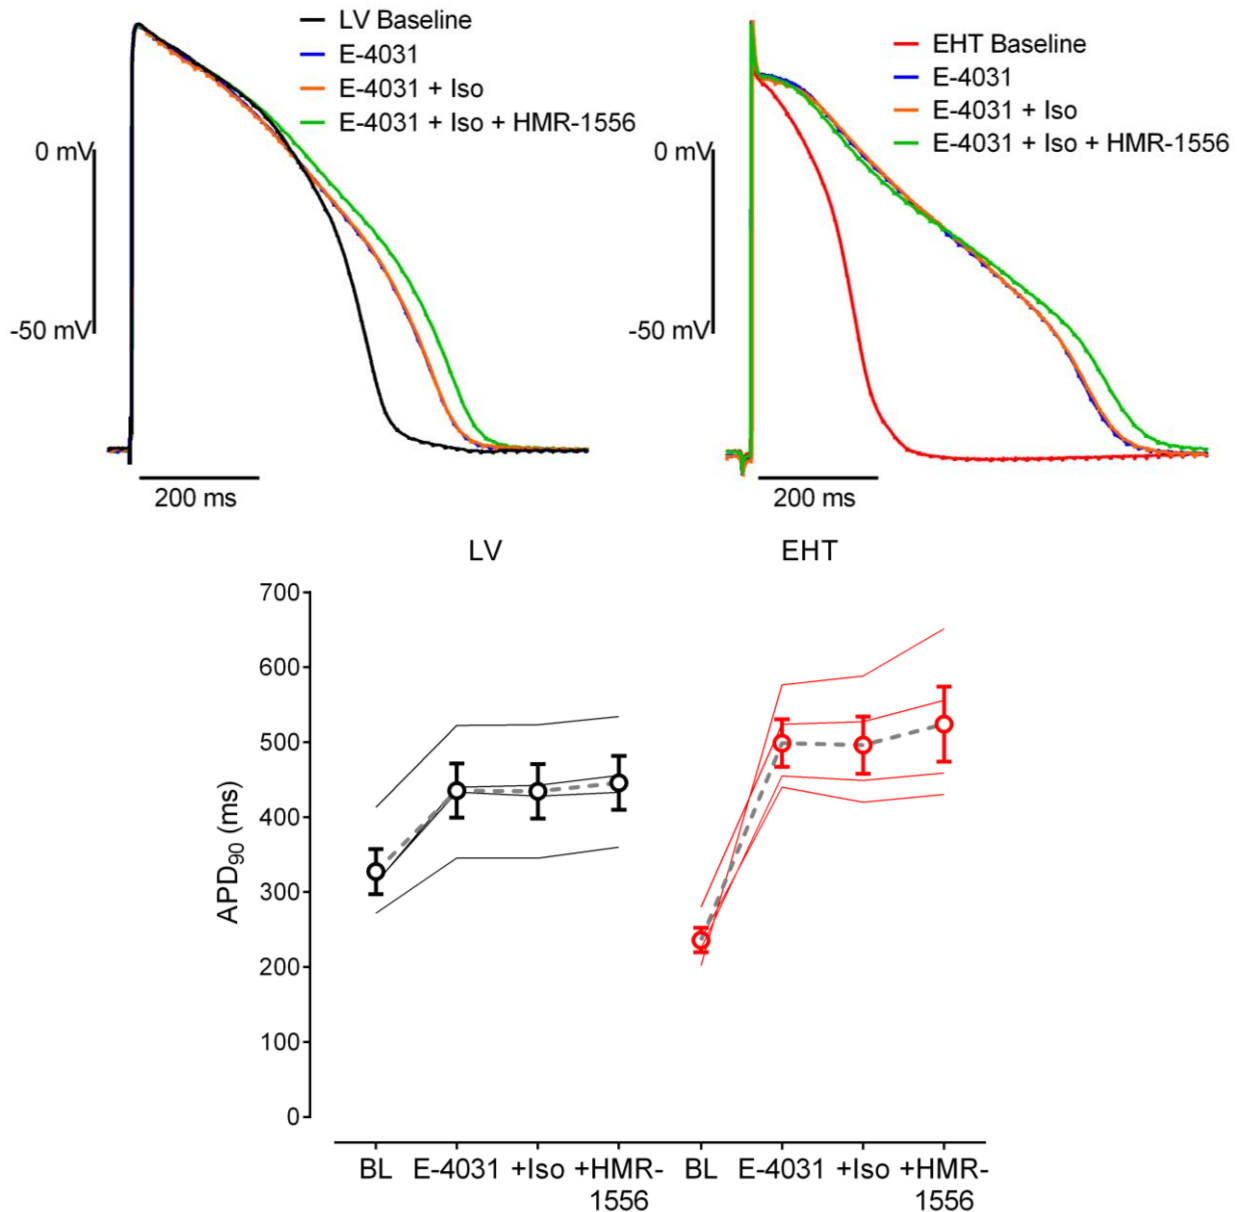 LV Baseline
E-4031
E-4031 + Iso
E-4031 + Iso + HMR-1556
0 mV
-50 mV
200 ms
EHT Baseline
E-4031
E-4031 + Iso
E-4031 + Iso + HMR-1556
0 mV
-50 mV
200 ms
LV
EHT
APD90 (ms)
700
600
500
400
300
200
100
0
BL
E-4031
+Iso
+HMR-
1556
BL
E-4031
+Iso
+HMR-
1556